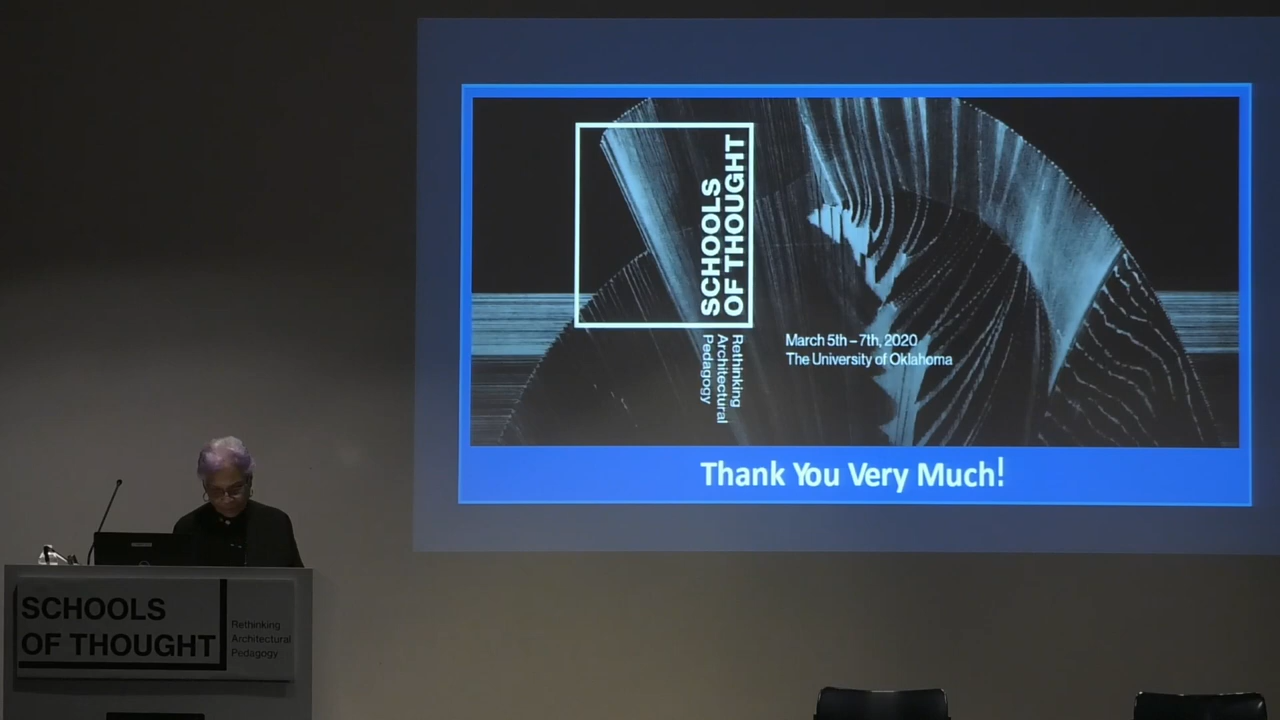 SCHOOLS
OF THOUGHT
Rethinking
Architectural
Pedagogy
March 5th – 7th, 2020
The University of Oklahoma
Thank You Very Much!
SCHOOLS
OF THOUGHT
Rethinking
Architectural
Pedagogy